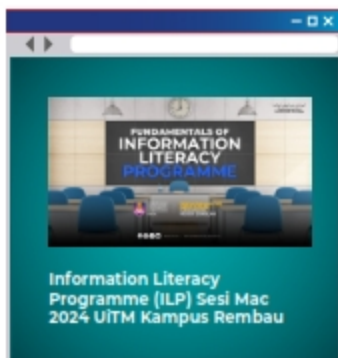 FUNDAMENTALS OF
INFORMATION
LITERACY
PROGRAMME
Information Literacy
Programme (ILP) Sesi Mac
2024 UiTM Kampus Rembau